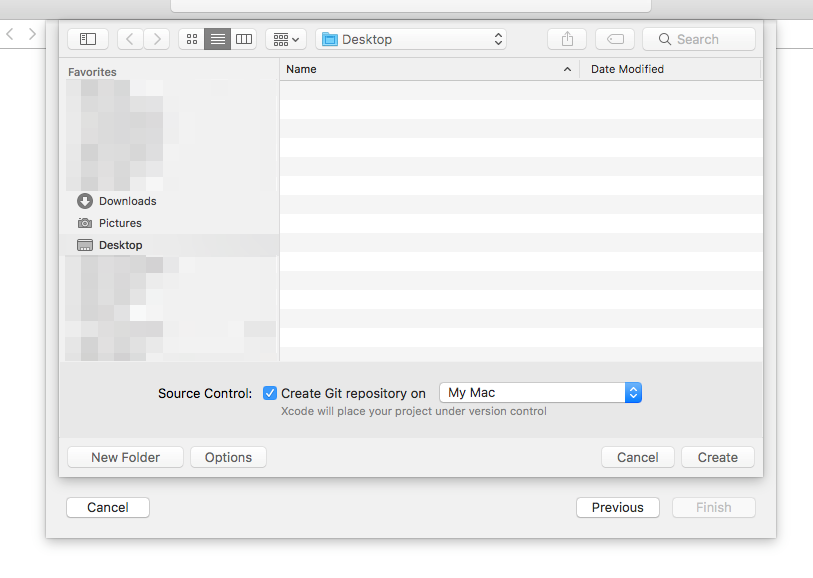 Desktop
Search
Favorites
Name
Date Modified
Downloads
Pictures
Desktop
Source Control: Create Git repository on My Mac
Xcode will place your project under version control
New Folder Options Cancel Create
Cancel Previous Finish